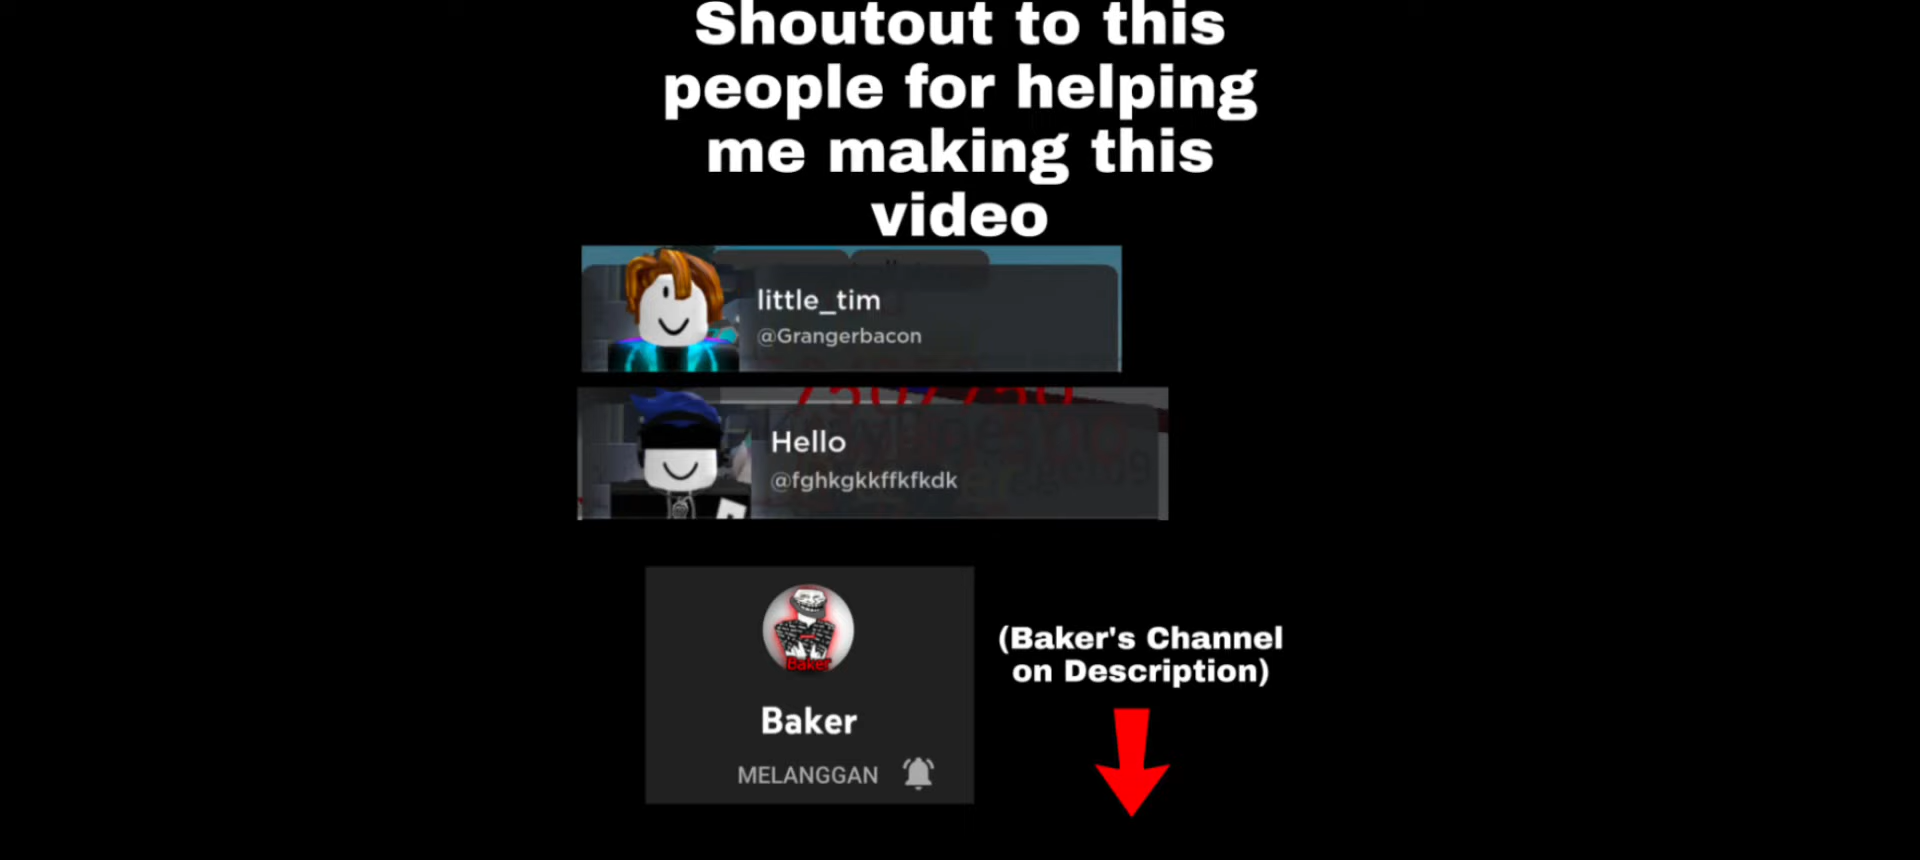 Shoutout to this
people for helping
me making this
video
little_tim
@Grangerbacon
Hello
@fghkgkkffkfkdk
Baker
Baker
MELANGGAN
(Baker's Channel
on Description)